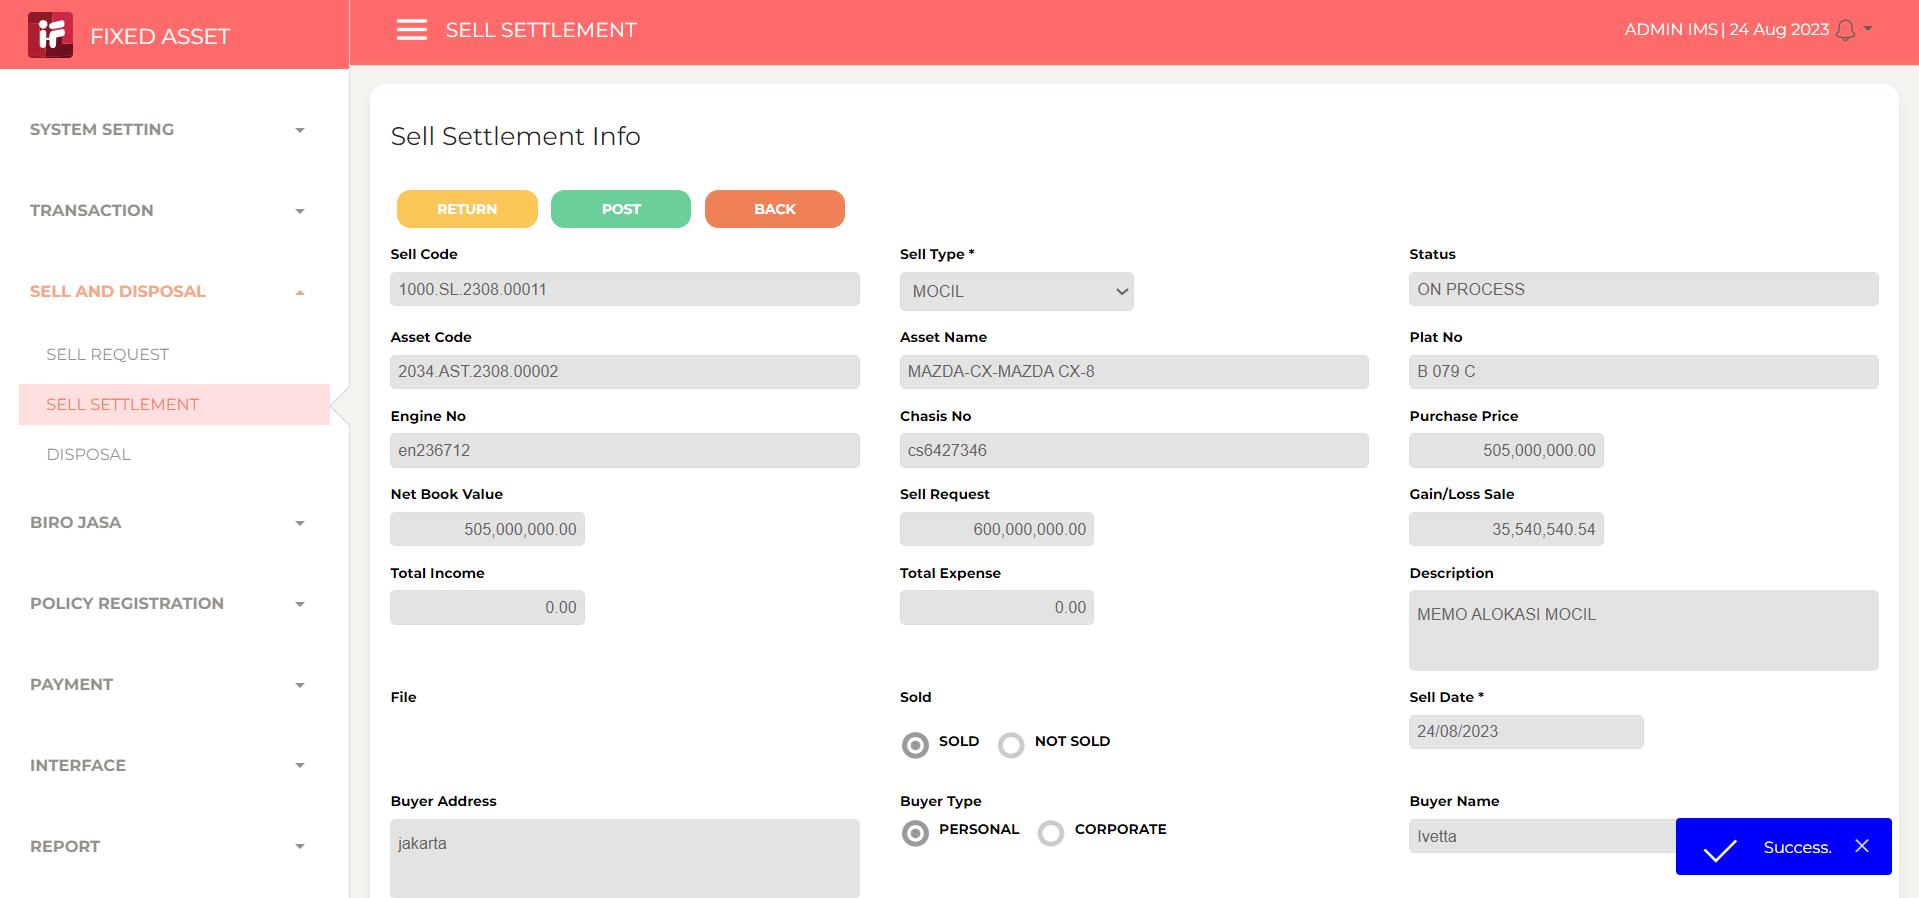 FIXED ASSET
SELL SETTLEMENT
ADMIN IMS | 24 Aug 2023
SYSTEM SETTING
TRANSACTION
SELL AND DISPOSAL
SELL REQUEST
SELL SETTLEMENT
DISPOSAL
BIRO JASA
POLICY REGISTRATION
PAYMENT
INTERFACE
REPORT
Sell Settlement Info
RETURN POST BACK
Sell Code Sell Type * Status
1000.SL.2308.00011 MOCIL ON PROCESS
Asset Code Asset Name Plat No
2034.AST.2308.00002 MAZDA-CX-MAZDA CX-8 B 079 C
Engine No Chasis No Purchase Price
en236712 cs6427346 505,000,000.00
Net Book Value Sell Request Gain/Loss Sale
505,000,000.00 600,000,000.00 35,540,540.54
Total Income Total Expense Description
0.00 0.00 MEMO ALOKASI MOCIL
File Sold Sell Date *
SOLD NOT SOLD 24/08/2023
Buyer Address Buyer Type Buyer Name
jakarta PERSONAL CORPORATE Ivetta
Success.